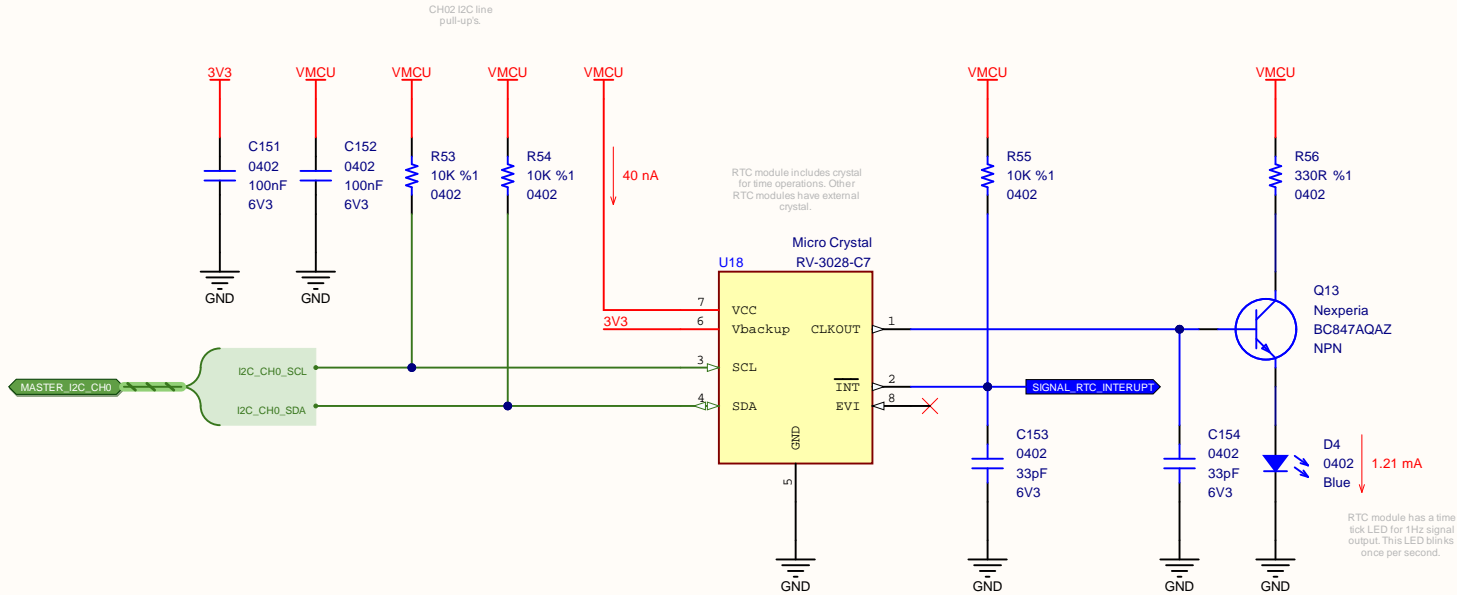 CH02 I2C line
pull-up's.
3V3
VMCU
VMCU
VMCU
VMCU
VMCU
VMCU
C151
0402
100nF
6V3
C152
0402
100nF
6V3
R53
10K %1
0402
R54
10K %1
0402
40 nA
RTC module includes crystal
for time operations. Other
RTC modules have external
crystal.
R55
10K %1
0402
R56
330R %1
0402
GND
GND
Micro Crystal
U18
RV-3028-C7
7
VCC
3V3
6
Vbackup
CLKOUT
1
3
SCL
4
SDA
INT
2
EVI
8
GND
5
Q13
Nexperia
BC847AQAZ
NPN
MASTER_I2C_CH0
I2C_CH0_SCL
I2C_CH0_SDA
SIGNAL_RTC_INTERUPT
C153
0402
33pF
6V3
C154
0402
33pF
6V3
D4
0402
Blue
1.21 mA
RTC module has a time
tick LED for 1Hz signal
output. This LED blinks
once per second.
GND
GND
GND
GND